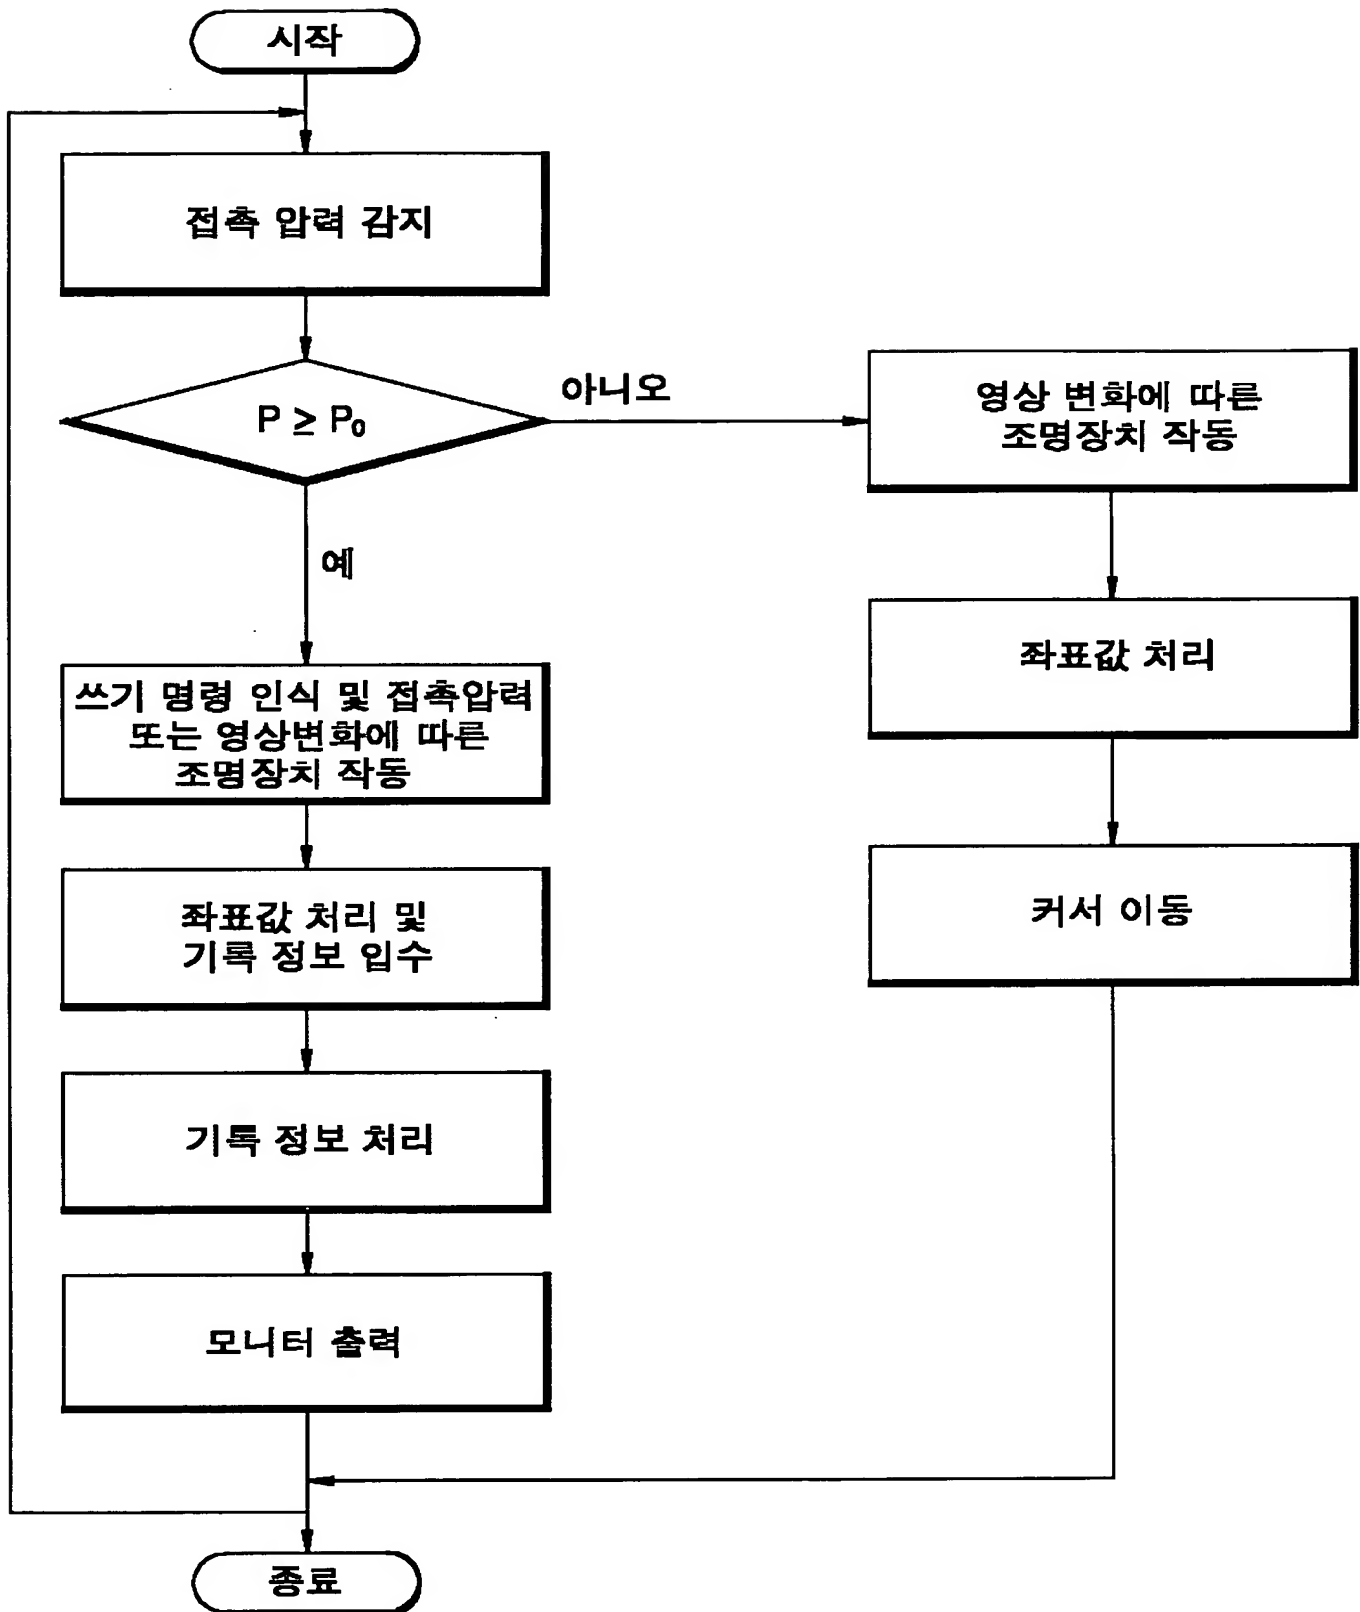 시작
접촉 압력 감지
P ≥ P₀
아니오
영상 변화에 따른
조명장치 작동
예
좌표값 처리
쓰기 명령 인식 및 접촉압력
또는 영상변화에 따른
조명장치 작동
커서 이동
좌표값 처리 및
기록 정보 입수
기록 정보 처리
모니터 출력
종료